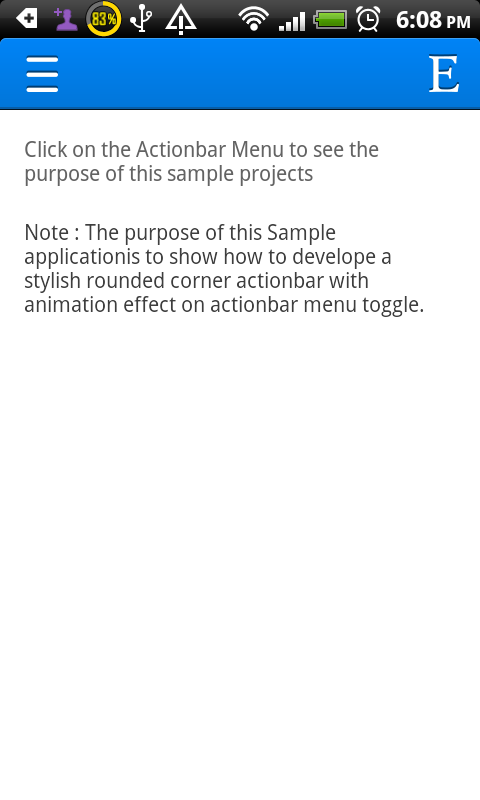 83%
6:08 PM
E
Click on the Actionbar Menu to see the
purpose of this sample projects
Note : The purpose of this Sample
applicationis to show how to develope a
stylish rounded corner actionbar with
animation effect on actionbar menu toggle.